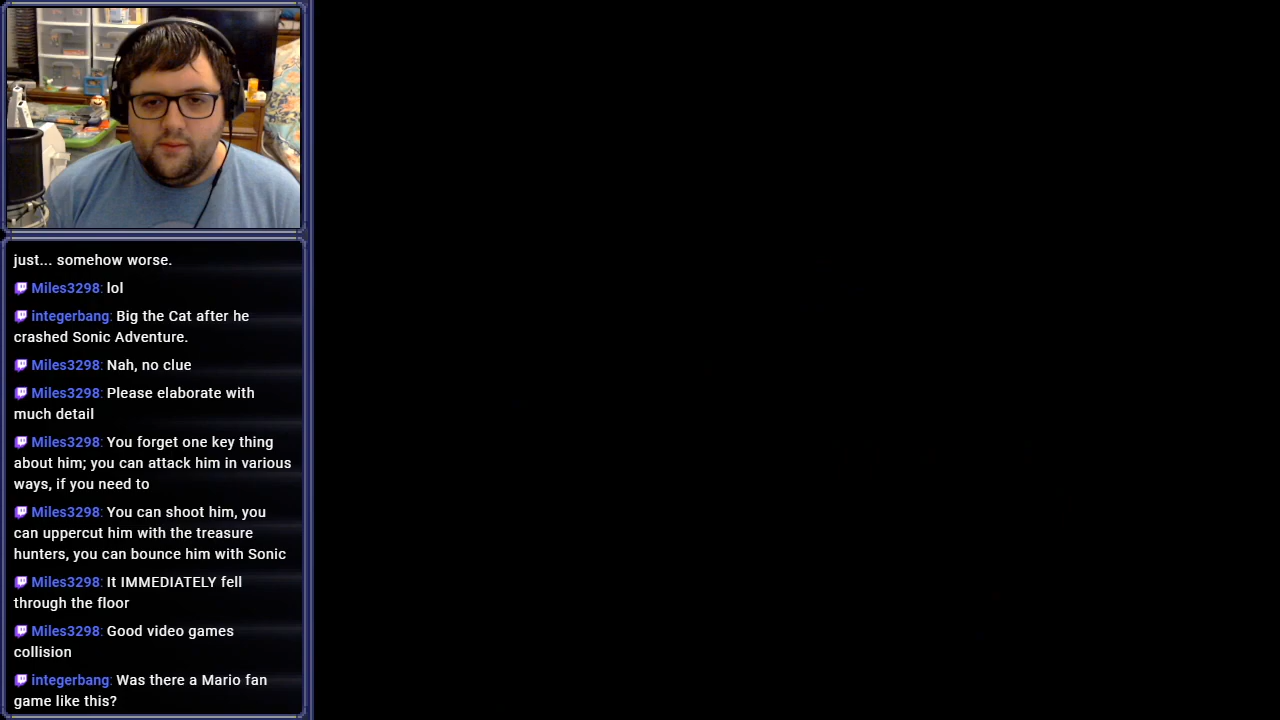 just... somehow worse.
Miles3298: lol
integerbang: Big the Cat after he
crashed Sonic Adventure.
Miles3298: Nah, no clue
Miles3298: Please elaborate with
much detail
Miles3298: You forget one key thing
about him; you can attack him in various
ways, if you need to
Miles3298: You can shoot him, you
can uppercut him with the treasure
hunters, you can bounce him with Sonic
Miles3298: It IMMEDIATELY fell
through the floor
Miles3298: Good video games
collision
integerbang: Was there a Mario fan
game like this?